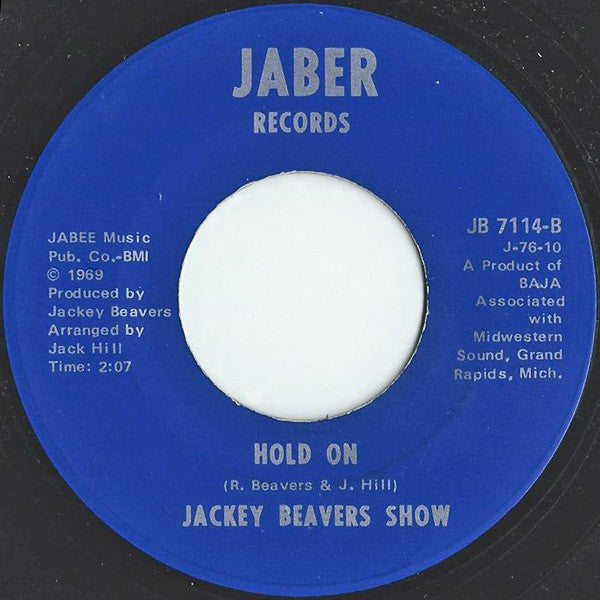 JABER
RECORDS
JABEE Music
Pub. Co.-BMI
© 1969
Produced by
Jackey Beavers
Arranged by
Jack Hill
Time: 2:07
JB 7114-B
J-76-10
A Product of
BAJA
Associated
with
Midwestern
Sound, Grand
Rapids, Mich.
HOLD ON
(R. Beavers & J. Hill)
JACKEY BEAVERS SHOW